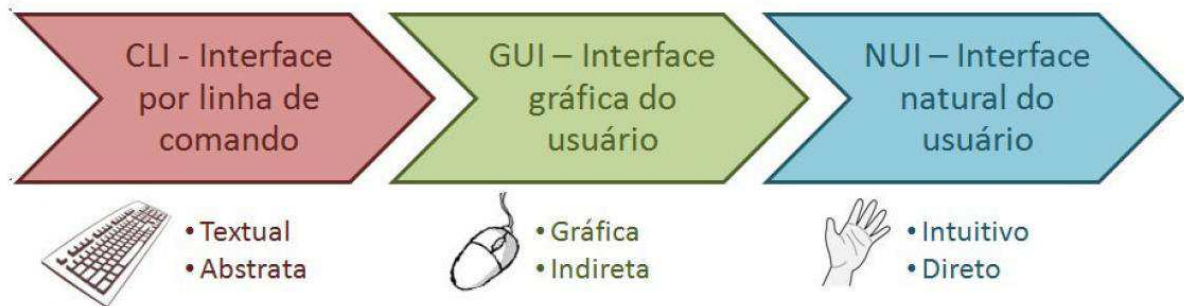 CLI - Interface
por linha de
comando
GUI – Interface
gráfica do
usuário
NUI – Interface
natural do
usuário
• Textual
• Abstrata
• Gráfica
• Indireta
• Intuitivo
• Direto